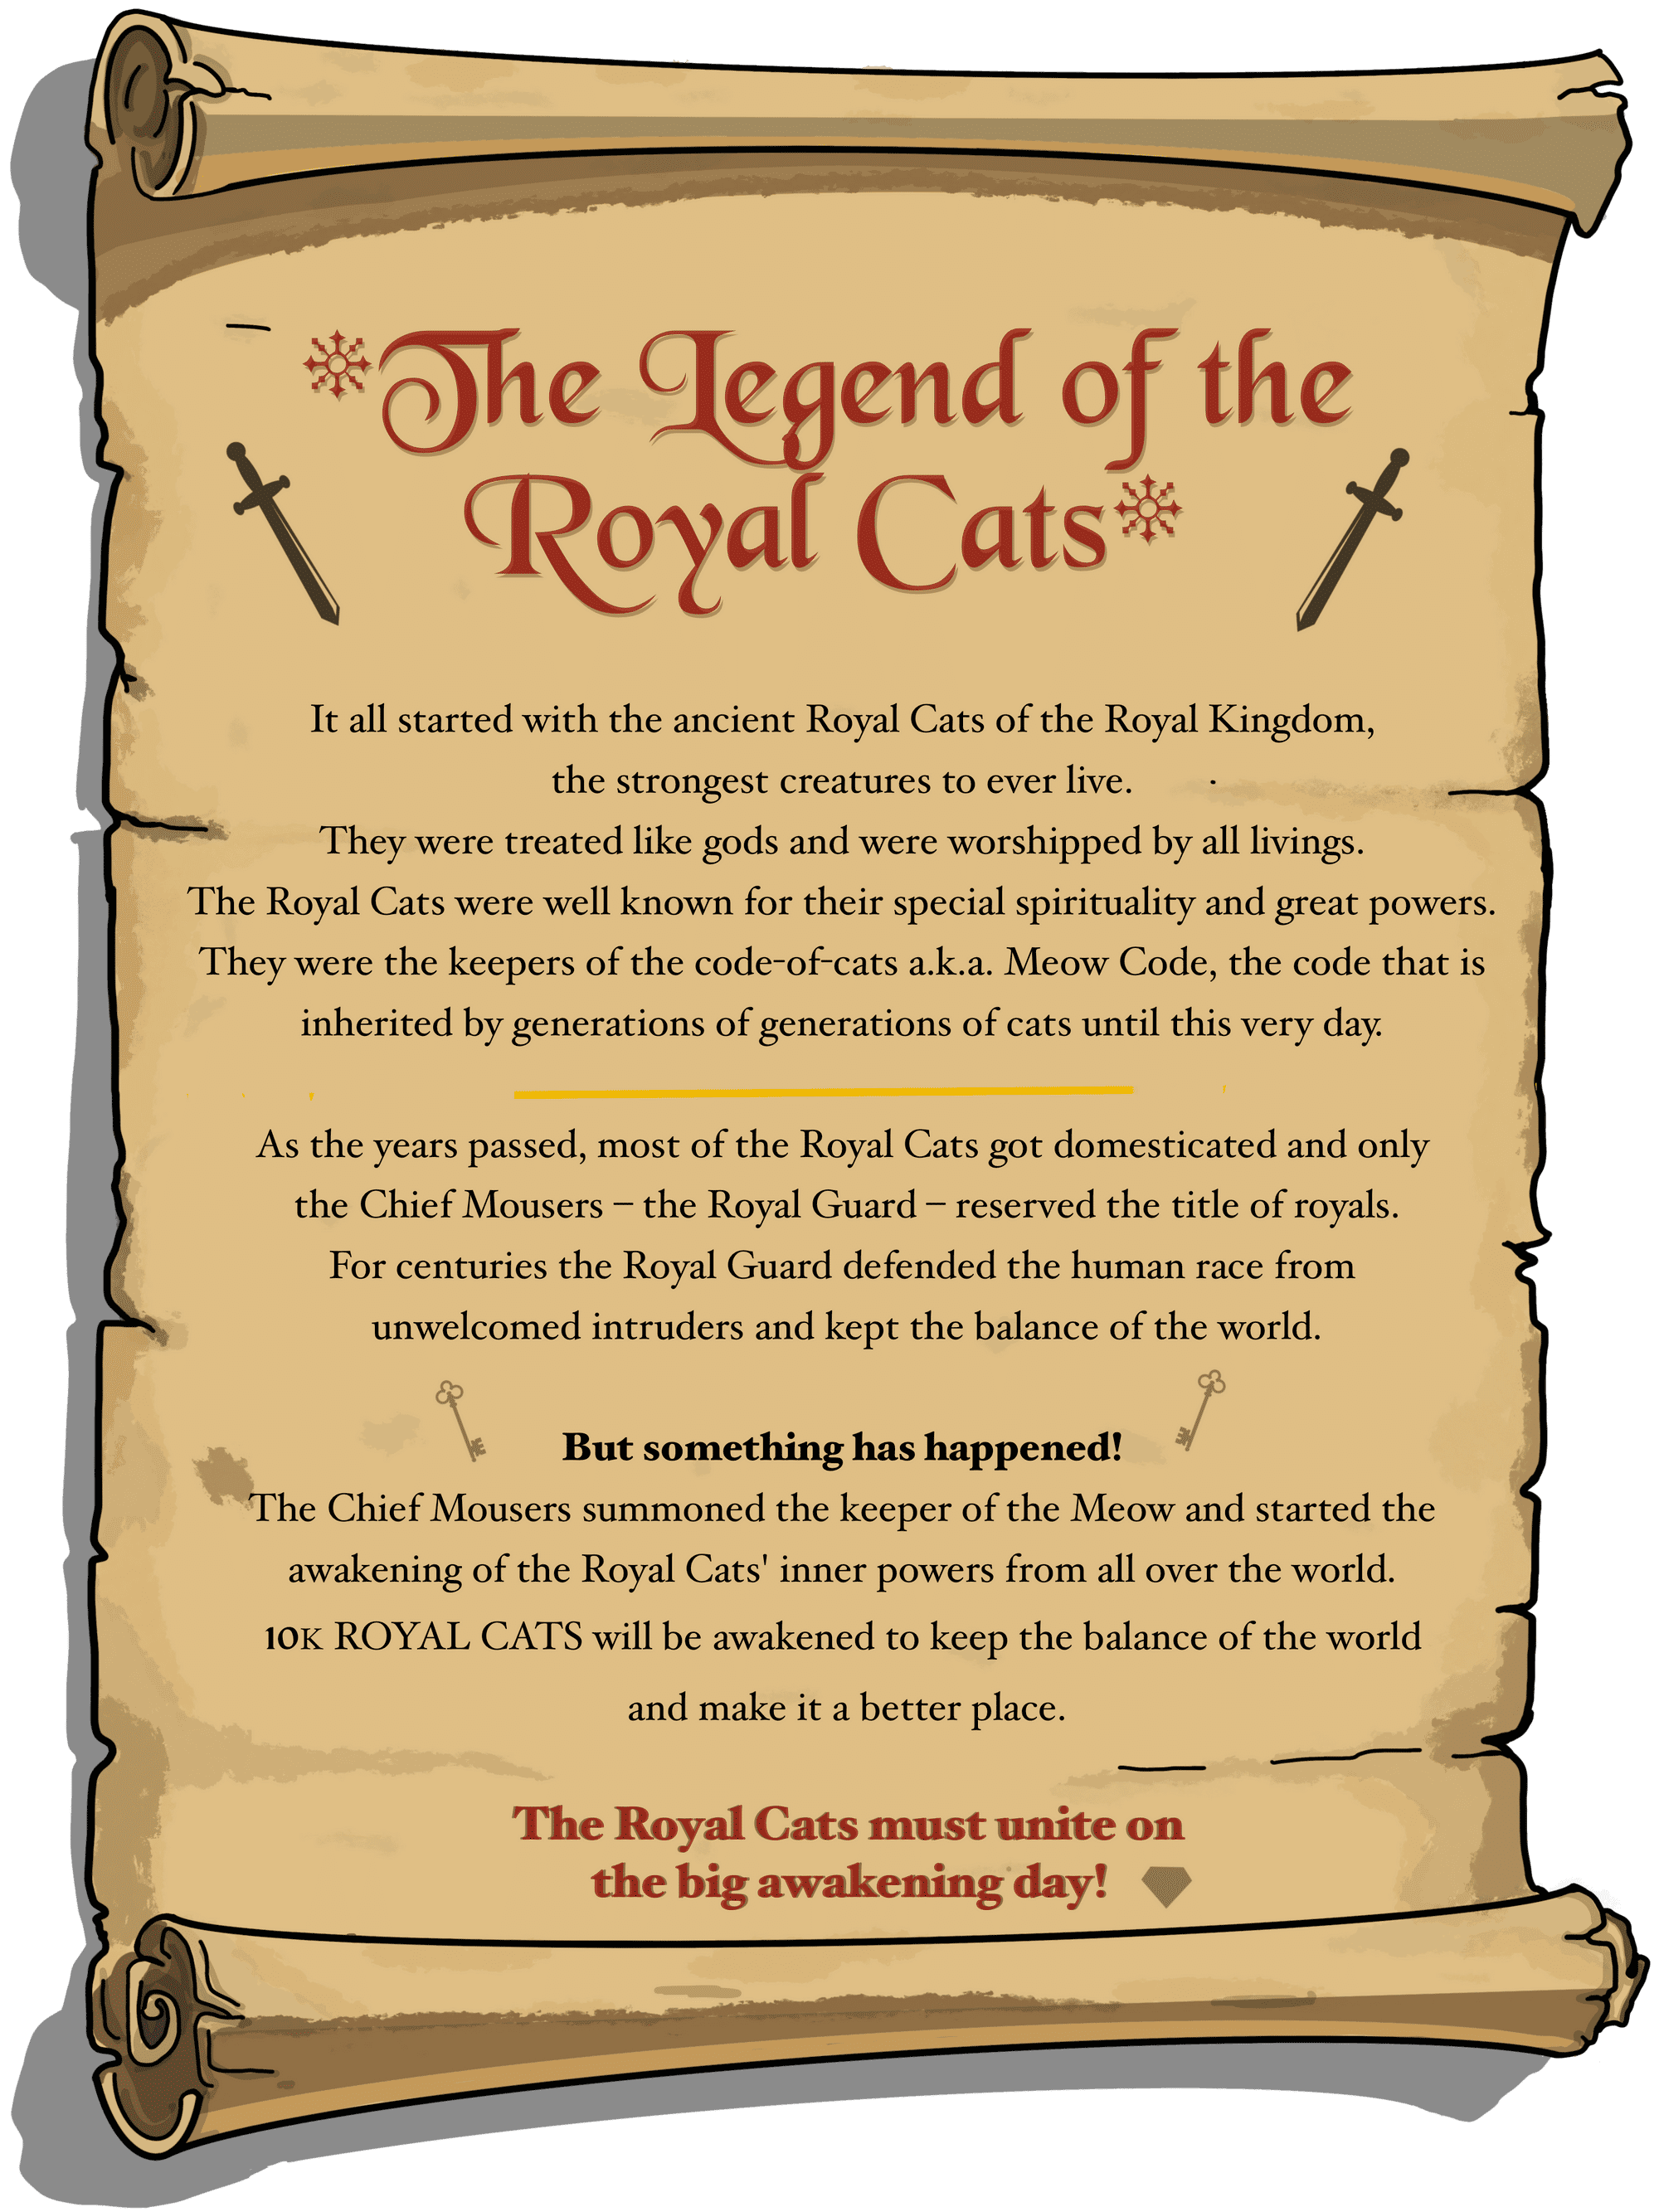 The Legend of the
Royal Cats
It all started with the ancient Royal Cats of the Royal Kingdom,
the strongest creatures to ever live.
They were treated like gods and were worshipped by all livings.
The Royal Cats were well known for their special spirituality and great powers.
They were the keepers of the code-of-cats a.k.a. Meow Code, the code that is
inherited by generations of generations of cats until this very day.
As the years passed, most of the Royal Cats got domesticated and only
the Chief Mousers – the Royal Guard – reserved the title of royals.
For centuries the Royal Guard defended the human race from
unwelcomed intruders and kept the balance of the world.
But something has happened!
The Chief Mousers summoned the keeper of the Meow and started the
awakening of the Royal Cats' inner powers from all over the world.
10K ROYAL CATS will be awakened to keep the balance of the world
and make it a better place.
The Royal Cats must unite on
the big awakening day!